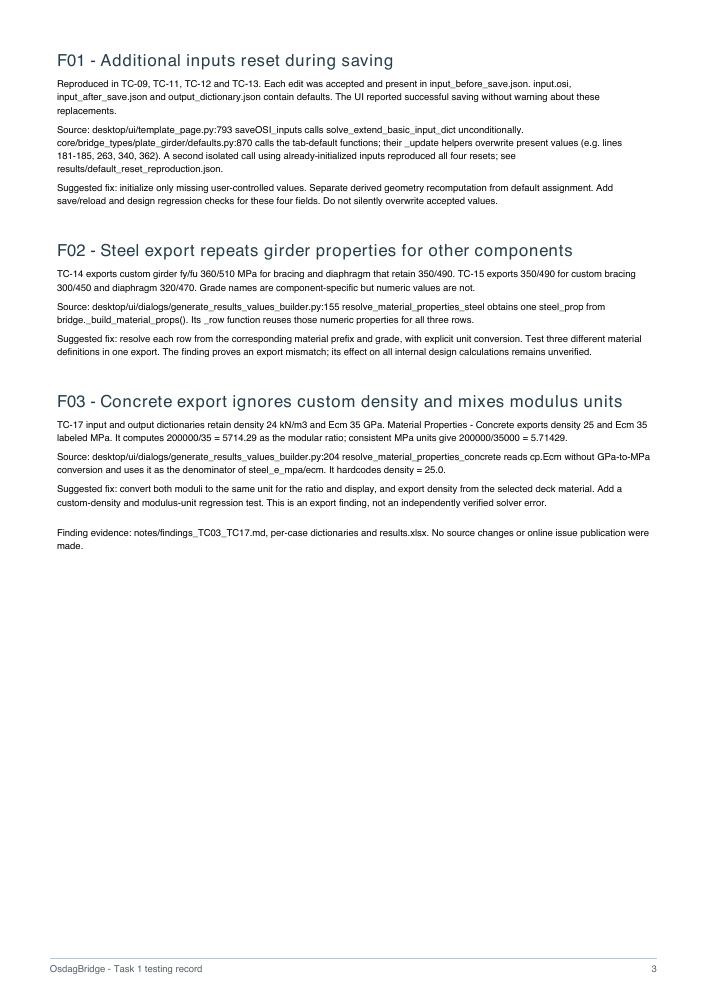 F01 - Additional inputs reset during saving
Reproduced in TC-09, TC-11, TC-12 and TC-13. Each edit was accepted and present in input_before_save.json. input.osi,
input_after_save.json and output_dictionary.json contain defaults. The UI reported successful saving without warning about these
replacements.
Source: desktop/ui/template_page.py:793 saveOSI_inputs calls solve_extend_basic_input_dict unconditionally.
core/bridge_types/plate_girder/defaults.py:870 calls the tab-default functions; their _update helpers overwrite present values (e.g. lines
181-185, 263, 340, 362). A second isolated call using already-initialized inputs reproduced all four resets; see
results/default_reset_reproduction.json.
Suggested fix: initialize only missing user-controlled values. Separate derived geometry recomputation from default assignment. Add
save/reload and design regression checks for these four fields. Do not silently overwrite accepted values.
F02 - Steel export repeats girder properties for other components
TC-14 exports custom girder fy/fu 360/510 MPa for bracing and diaphragm that retain 350/490. TC-15 exports 350/490 for custom bracing
300/450 and diaphragm 320/470. Grade names are component-specific but numeric values are not.
Source: desktop/ui/dialogs/generate_results_values_builder.py:155 resolve_material_properties_steel obtains one steel_prop from
bridge._build_material_props(). Its _row function reuses those numeric properties for all three rows.
Suggested fix: resolve each row from the corresponding material prefix and grade, with explicit unit conversion. Test three different material
definitions in one export. The finding proves an export mismatch; its effect on all internal design calculations remains unverified.
F03 - Concrete export ignores custom density and mixes modulus units
TC-17 input and output dictionaries retain density 24 kN/m3 and Ecm 35 GPa. Material Properties - Concrete exports density 25 and Ecm 35
labeled MPa. It computes 200000/35 = 5714.29 as the modular ratio; consistent MPa units give 200000/35000 = 5.71429.
Source: desktop/ui/dialogs/generate_results_values_builder.py:204 resolve_material_properties_concrete reads cp.Ecm without GPa-to-MPa
conversion and uses it as the denominator of steel_e_mpa/ecm. It hardcodes density = 25.0.
Suggested fix: convert both moduli to the same unit for the ratio and display, and export density from the selected deck material. Add a
custom-density and modulus-unit regression test. This is an export finding, not an independently verified solver error.
Finding evidence: notes/findings_TC03_TC17.md, per-case dictionaries and results.xlsx. No source changes or online issue publication were
made.
OsdagBridge - Task 1 testing record
3